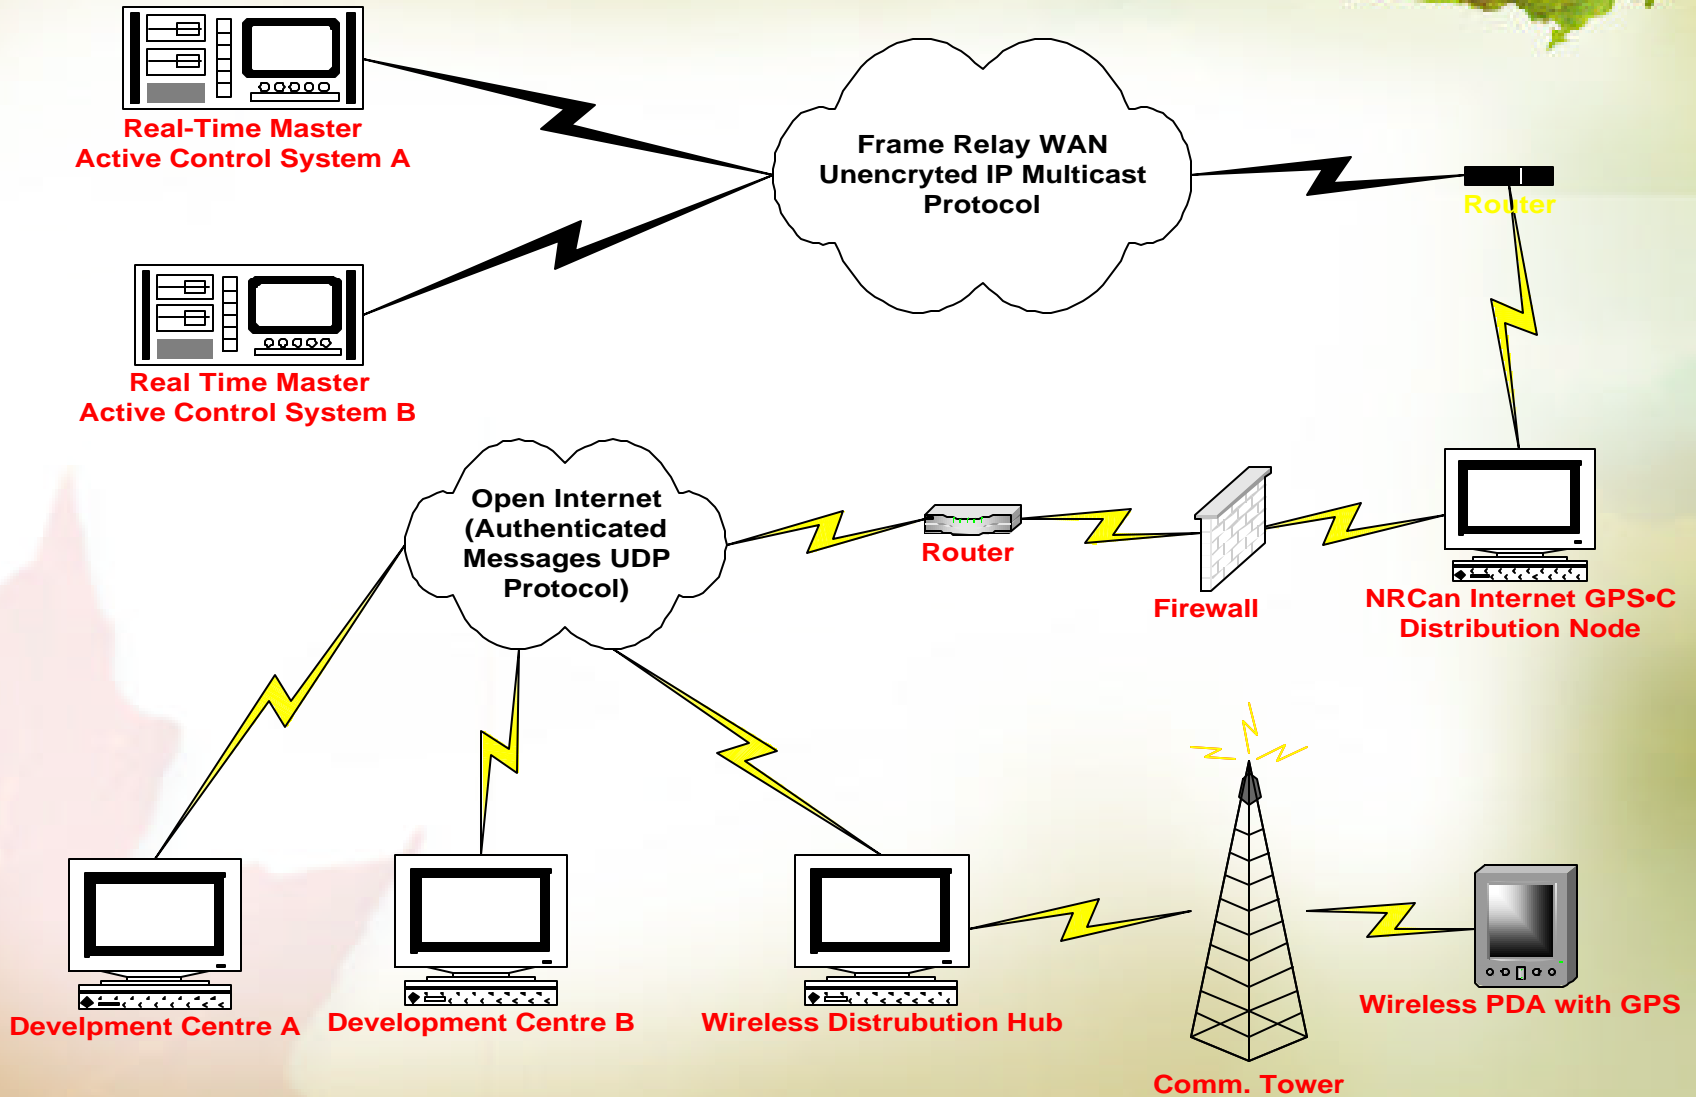 Real-Time Master
Active Control System A
Frame Relay WAN
Unencryted IP Multicast
Protocol
Router
Real Time Master
Active Control System B
Open Internet
(Authenticated
Messages UDP
Protocol)
Router
Firewall
NRCan Internet GPS•C
Distribution Node
Develpment Centre A
Development Centre B
Wireless Distrubution Hub
Wireless PDA with GPS
Comm. Tower